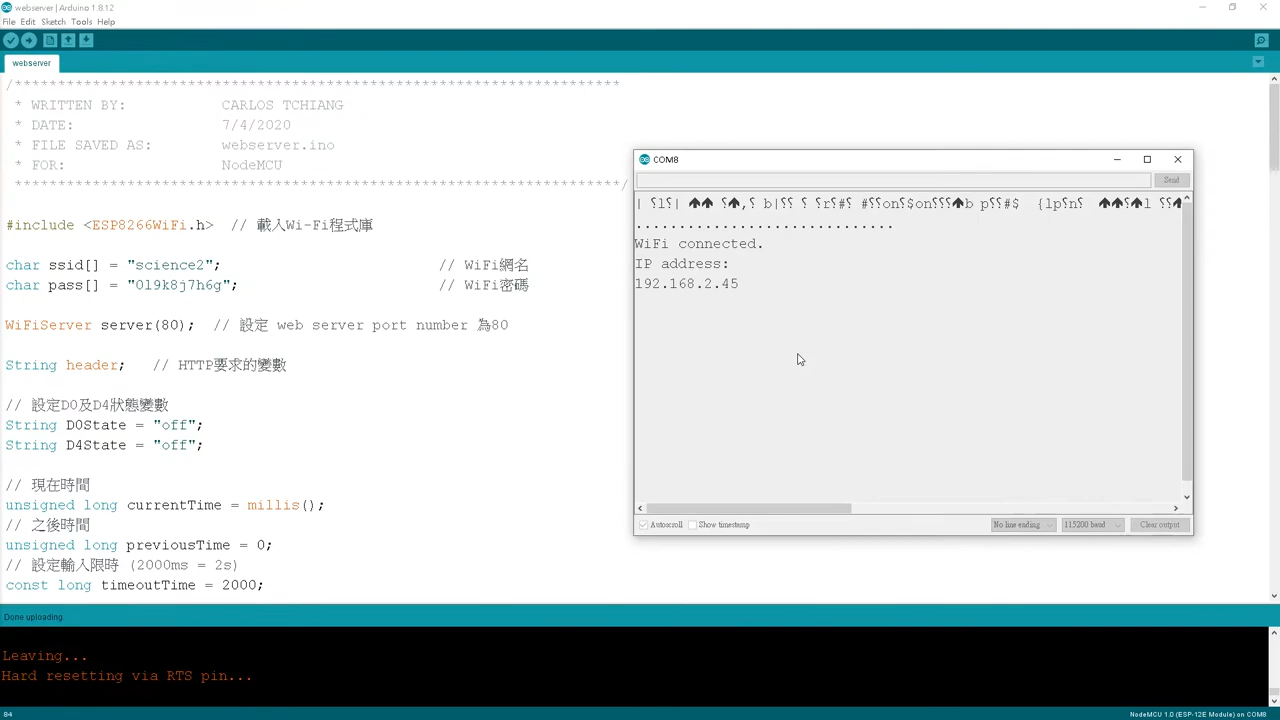 webserver | Arduino 1.8.12
File Edit Sketch Tools Help
webserver
/**********************************************************************
* WRITTEN BY: CARLOS TCHIANG
* DATE: 7/4/2020
* FILE SAVED AS: webserver.ino
* FOR: NodeMCU
**********************************************************************/
#include <ESP8266WiFi.h> // 載入Wi-Fi程式庫
char ssid[] = "science2"; // WiFi網名
char pass[] = "0l9k8j7h6g"; // WiFi密碼
WiFiServer server(80); // 設定 web server port number 為80
String header; // HTTP要求的變數
// 設定D0及D4狀態變數
String D0State = "off";
String D4State = "off";
// 現在時間
unsigned long currentTime = millis();
// 之後時間
unsigned long previousTime = 0;
// 設定輸入限時 (2000ms = 2s)
const long timeoutTime = 2000;
COM8
Send
..............................
WiFi connected.
IP address:
192.168.2.45
Autoscroll Show timestamp No line ending 115200 baud Clear output
Done uploading.
Leaving...
Hard resetting via RTS pin...
84 NodeMCU 1.0 (ESP-12E Module) on COM8